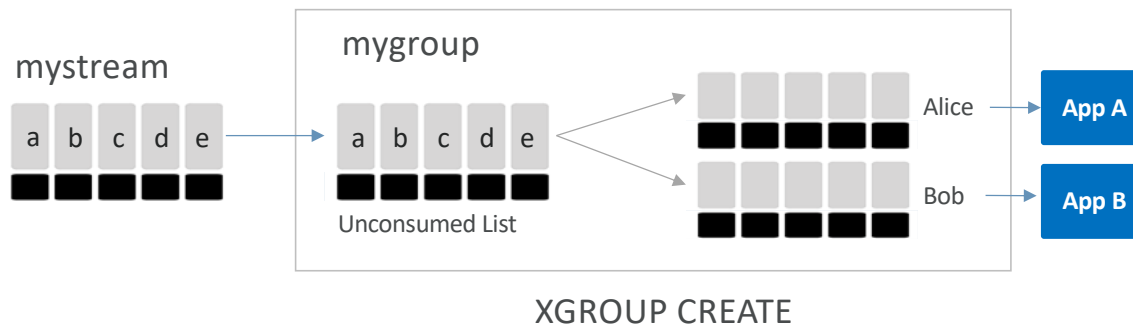 mystream
a b c d e
mygroup
a b c d e
Unconsumed List
Alice
Bob
App A
App B
XGROUP CREATE